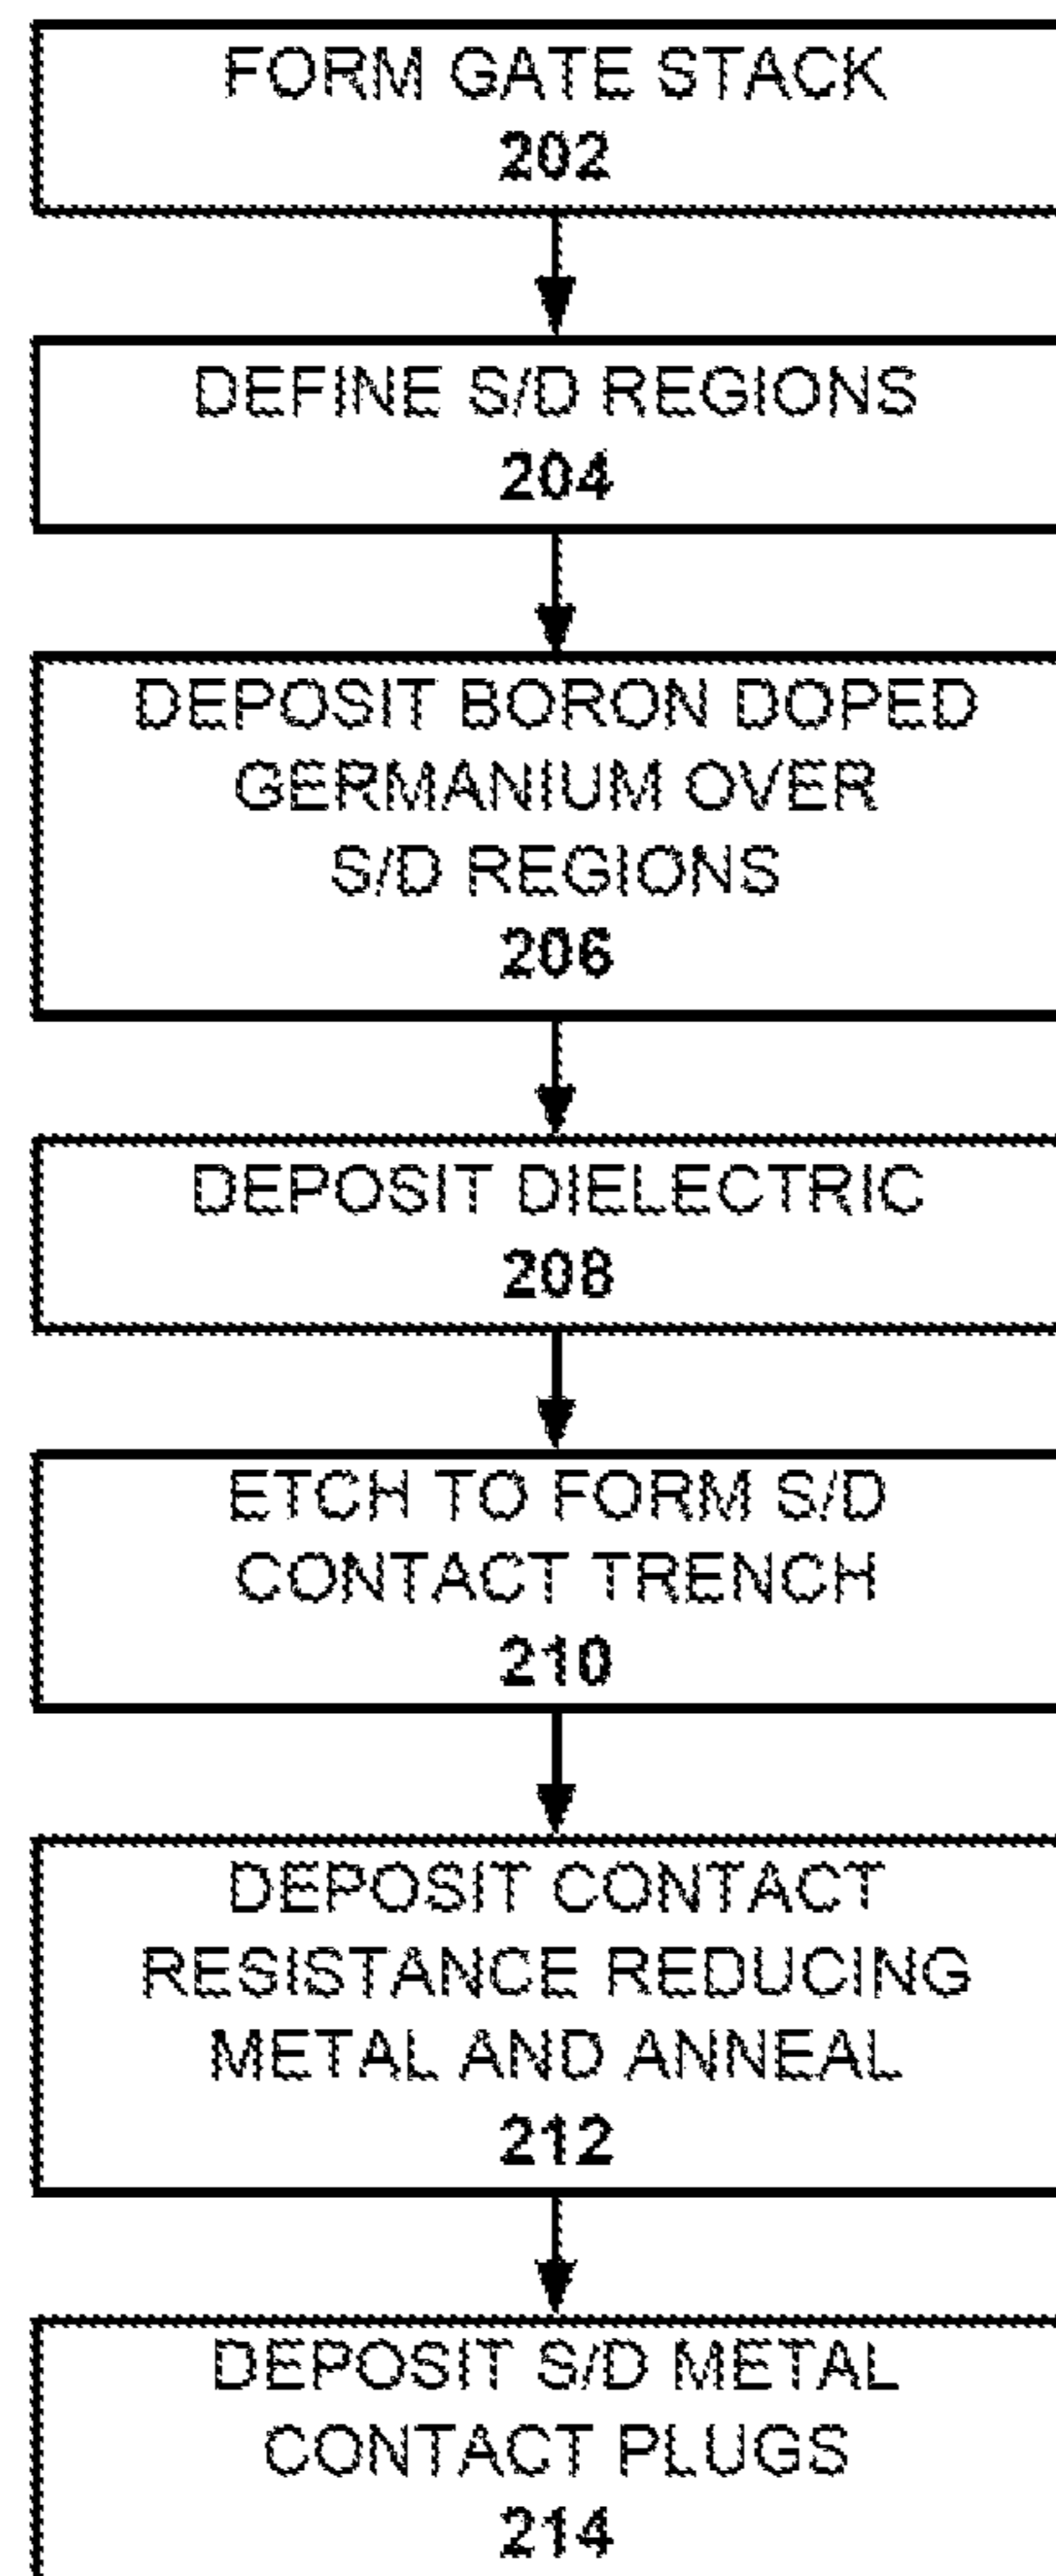 FORM GATE STACK
202
DEFINE S/D REGIONS
204
DEPOSIT BORON DOPED
GERMANIUM OVER
S/D REGIONS
206
DEPOSIT DIELECTRIC
208
ETCH TO FORM S/D
CONTACT TRENCH
210
DEPOSIT CONTACT
RESISTANCE REDUCING
METAL AND ANNEAL
212
DEPOSIT S/D METAL
CONTACT PLUGS
214